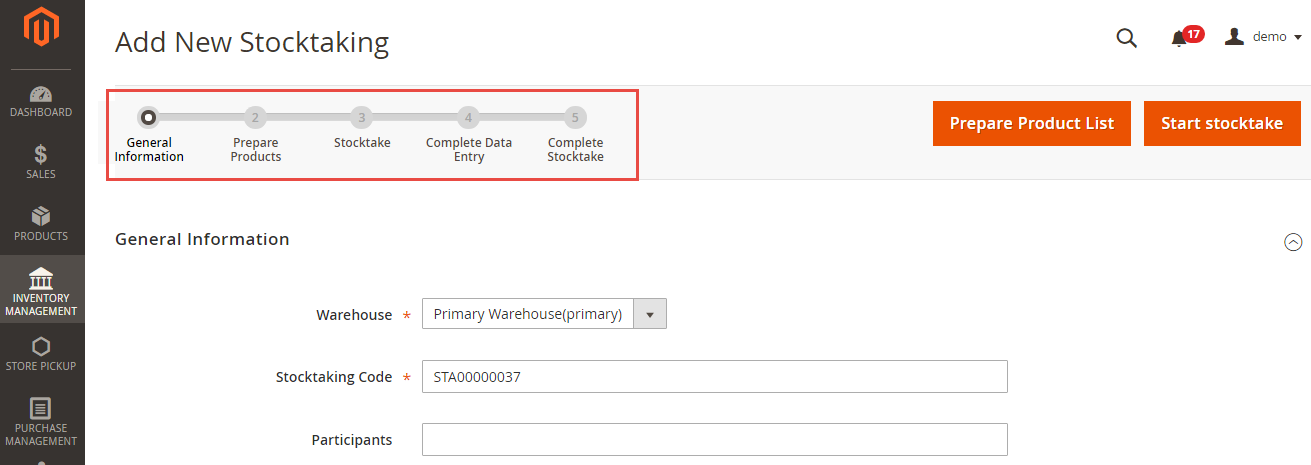 Add New Stocktaking
17
demo
DASHBOARD
SALES
PRODUCTS
INVENTORY
MANAGEMENT
STORE PICKUP
PURCHASE
MANAGEMENT
2
3
4
5
General
Information
Prepare
Products
Stocktake
Complete Data
Entry
Complete
Stocktake
Prepare Product List
Start stocktake
General Information
Warehouse *
Primary Warehouse(primary)
Stocktaking Code *
STA00000037
Participants